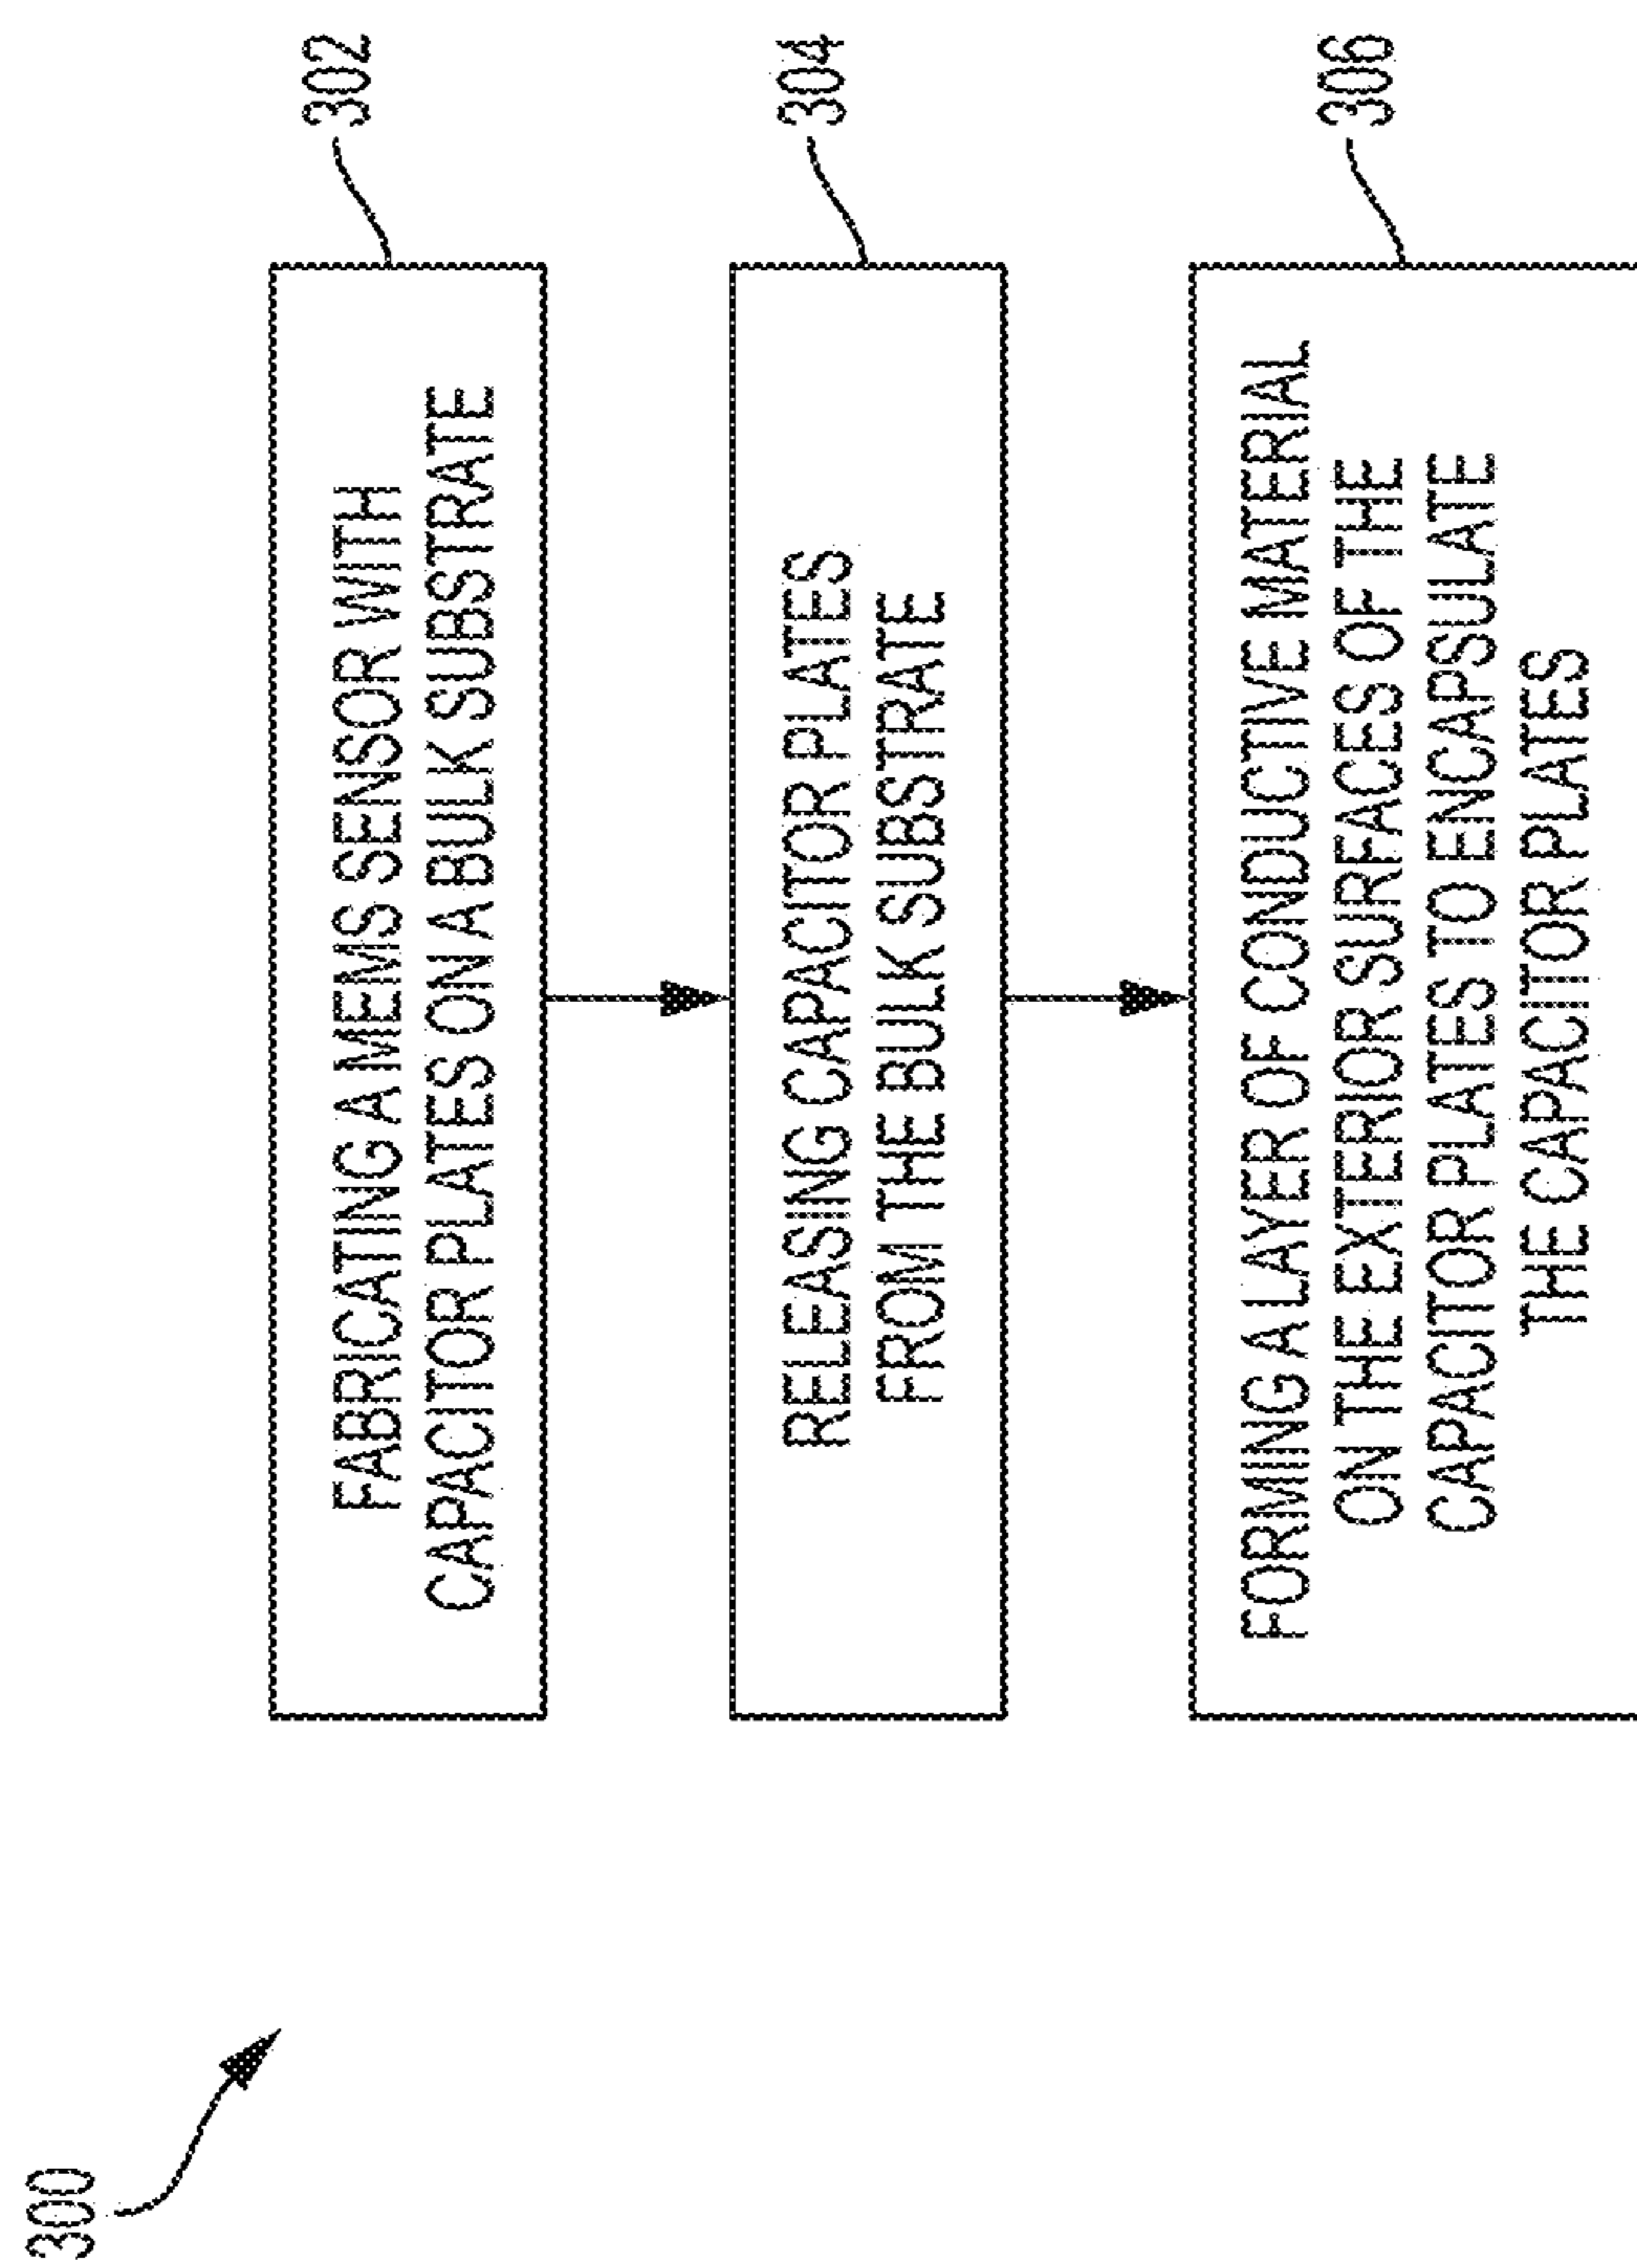 300
FABRICATING A MEMS SENSOR WITH
CAPACITOR PLATES ON A BULK SUBSTRATE
302
RELEASING CAPACITOR PLATES
FROM THE BULK SUBSTRATE
304
FORMING A LAYER OF CONDUCTIVE MATERIAL
ON THE EXTERIOR SURFACES OF THE
CAPACITOR PLATES TO ENCAPSULATE
THE CAPACITOR PLATES
306